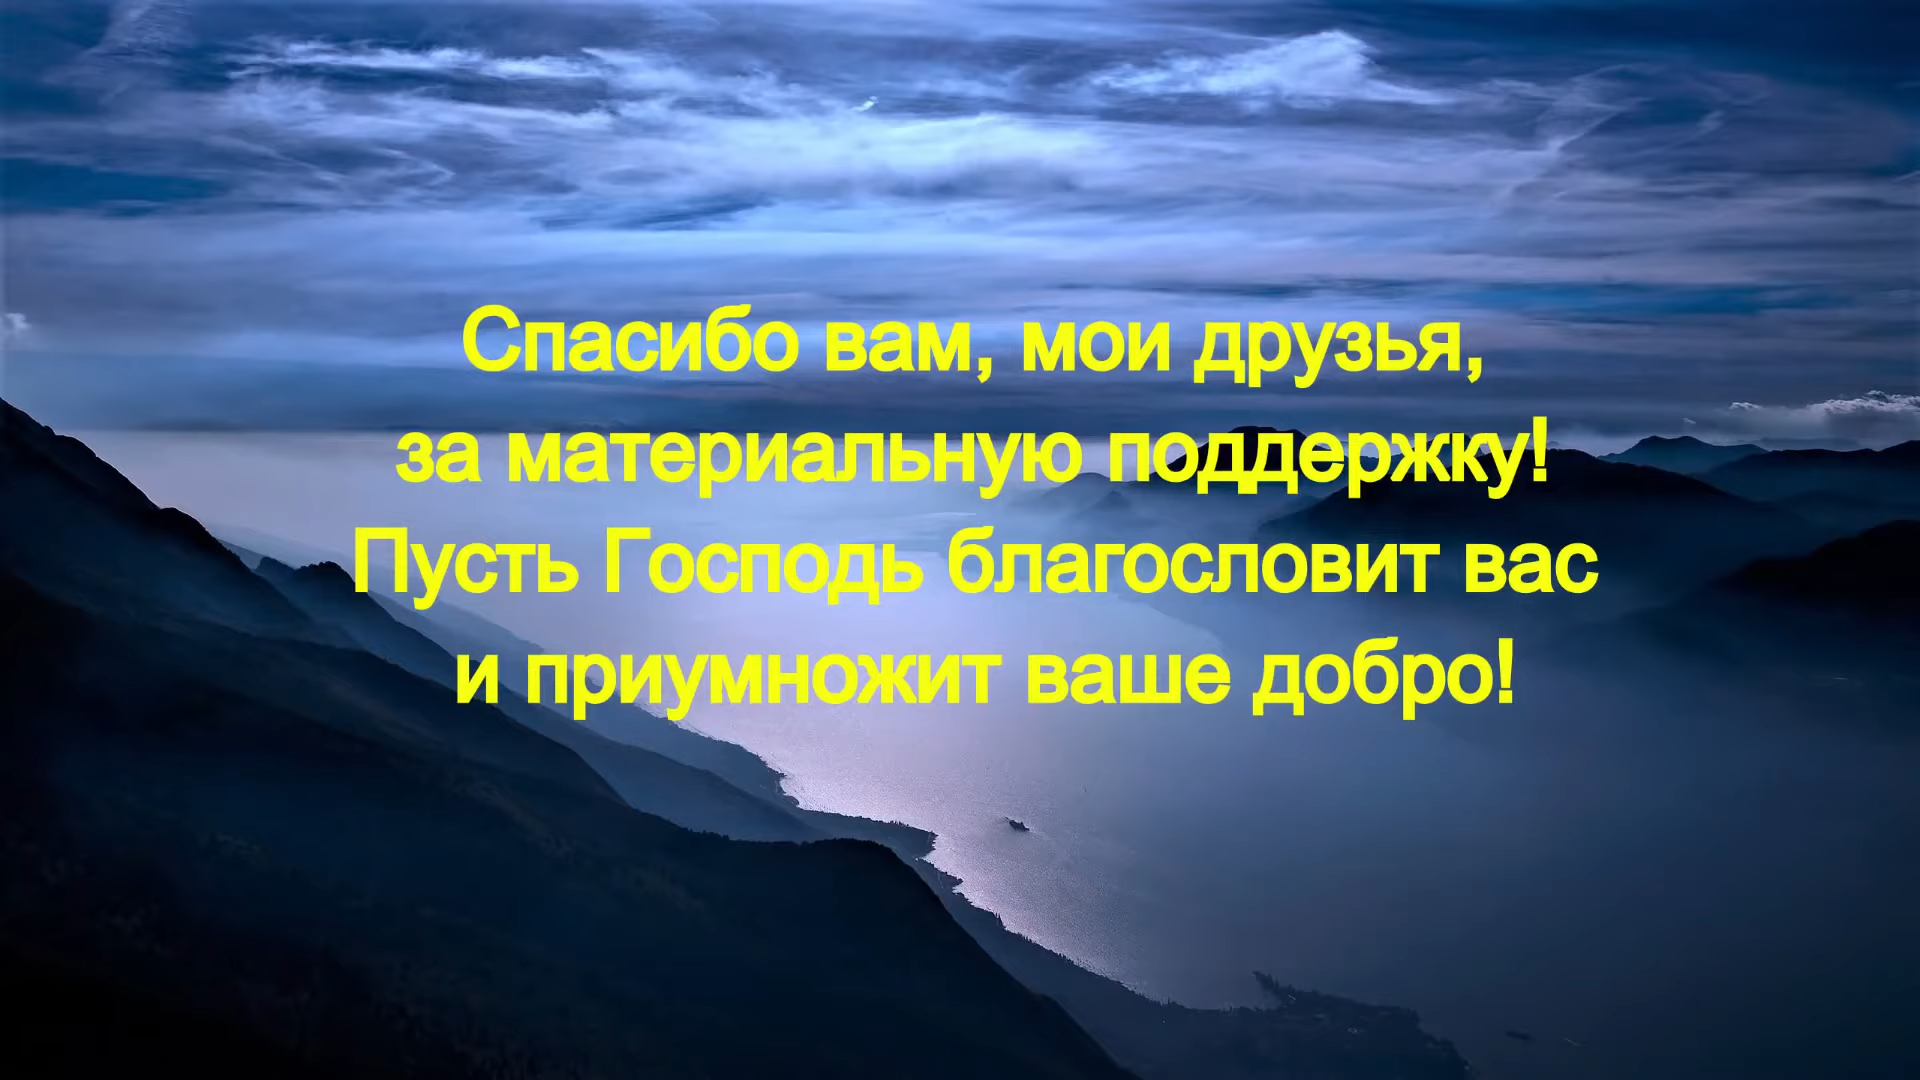 Спасибо вам, мои друзья,
за материальную поддержку!
Пусть Господь благословит вас
и приумножит ваше добро!